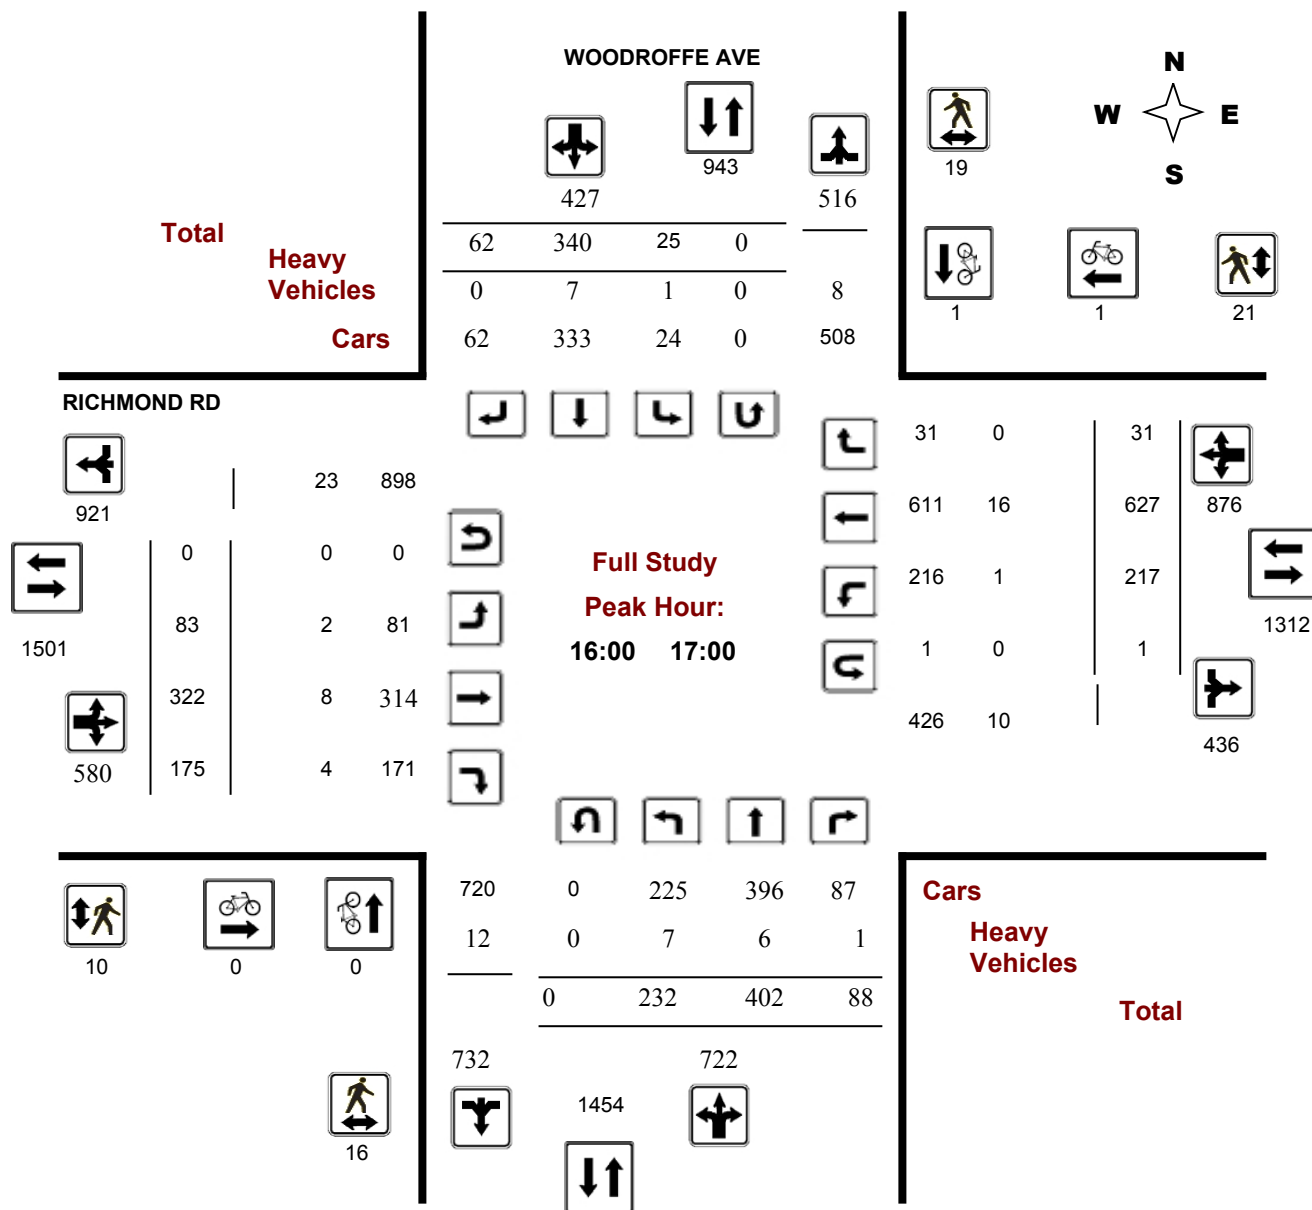 WOODROFFE AVE
N
W E
S
943
19
427 516
Total 62 340 25 0
Heavy
Vehicles 0 7 1 0 8
1 1 21
Cars 62 333 24 0 508
RICHMOND RD
31 0 31
23 898
921
611 16 627 876
0 0 0
Full Study
216 1 217
Peak Hour:
83 2 81
1312
1501
16:00 17:00
1 0 1
322 8 314
426 10
436
580 175 4 171
720 0 225 396 87 Cars
12 0 7 6 1 Heavy
Vehicles
10 0 0
0 232 402 88
Total
732 722
1454
16